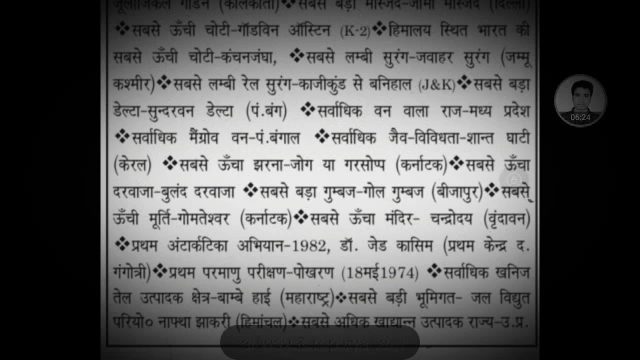 जूलॉजिकल गार्डन (कोलकाता)❖सबसे बड़ी मस्जिद-जामा मस्जिद (दिल्ली)
❖सबसे ऊँची चोटी-गॉडविन ऑस्टिन (K-2)❖हिमालय स्थित भारत की
सबसे ऊँची चोटी-कंचनजंघा, ❖सबसे लम्बी सुरंग-जवाहर सुरंग (जम्मू
कश्मीर)❖सबसे लम्बी रेल सुरंग-काजीकुंड से बनिहाल (J&K)❖सबसे बड़ा
डेल्टा-सुन्दरवन डेल्टा (पं.बंग) ❖सर्वाधिक वन वाला राज-मध्य प्रदेश
❖सर्वाधिक मैंग्रोव वन-पं.बंगाल ❖सर्वाधिक जैव-विविधता-शान्त घाटी
(केरल) ❖सबसे ऊँचा झरना-जोग या गरसोप्प (कर्नाटक)❖सबसे ऊँचा
दरवाजा-बुलंद दरवाजा ❖सबसे बड़ा गुम्बज-गोल गुम्बज (बीजापुर)❖सबसे
ऊँची मूर्ति-गोमतेश्वर (कर्नाटक)❖सबसे ऊँचा मंदिर- चन्द्रोदय (वृंदावन)
❖प्रथम अंटार्कटिका अभियान-1982, डॉ. जेड कासिम (प्रथम केन्द्र द.
गंगोत्री)❖प्रथम परमाणु परीक्षण-पोखरण (18मई1974) ❖सर्वाधिक खनिज
तेल उत्पादक क्षेत्र-बाम्बे हाई (महाराष्ट्र)❖सबसे बड़ी भूमिगत- जल विद्युत
परियो० नाफ्था झाकरी (हिमांचल)❖सबसे अधिक खाद्यान्न उत्पादक राज्य-उ.प्र.
06:24